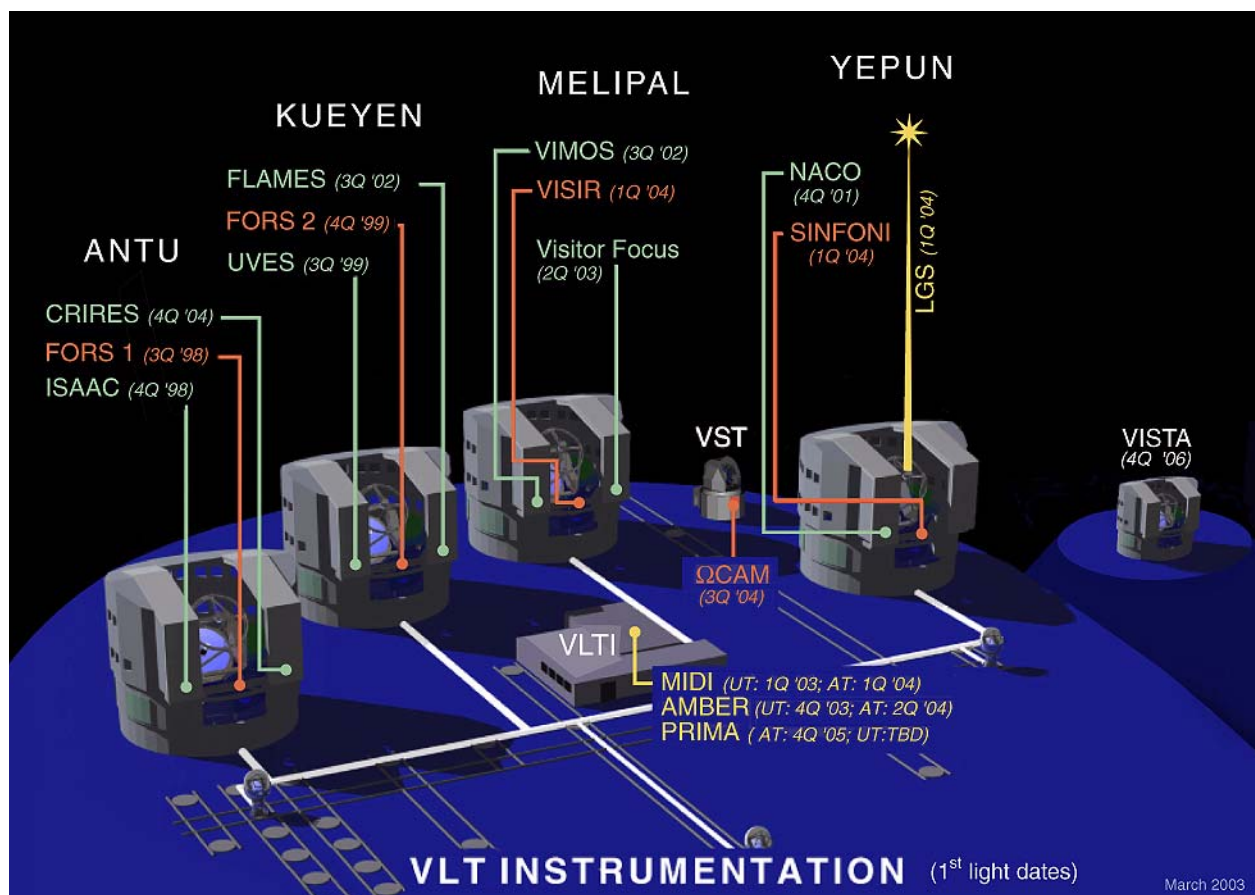 ANTU
CRIRES (4Q '04)
FORS 1 (3Q '98)
ISAAC (4Q '98)
KUEYEN
FLAMES (3Q '02)
FORS 2 (4Q '99)
UVES (3Q '99)
MELIPAL
VIMOS (3Q '02)
VISIR (1Q '04)
Visitor Focus
(2Q '03)
YEPUN
NACO
(4Q '01)
SINFONI
(1Q '04)
LGS (1Q '04)
VST
ΩCAM
(3Q '04)
VISTA
(4Q '06)
VLTI
MIDI (UT: 1Q '03; AT: 1Q '04)
AMBER (UT: 4Q '03; AT: 2Q '04)
PRIMA ( AT: 4Q '05; UT:TBD)
VLT INSTRUMENTATION (1st light dates)
March 2003